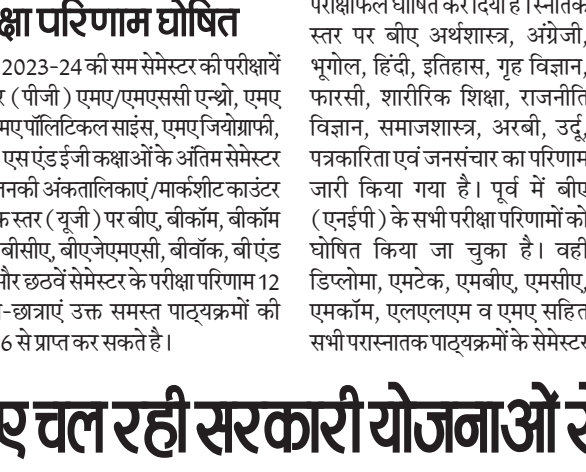 क्षा परिणाम घोषित
2023-24 की सम सेमेस्टर की परीक्षायें
र (पीजी) एमए/एमएससी एन्थ्रो, एमए
मए पॉलिटिकल साइंस, एमए जियोग्राफी,
एस एंड ईजी कक्षाओं के अंतिम सेमेस्टर
नकी अंकतालिकाएं/मार्कशीट काउंटर
क स्तर (यूजी) पर बीए, बीकॉम, बीकॉम
बीसीए, बीएजेएमएसी, बीवॉक, बी एंड
और छठवें सेमेस्टर के परीक्षा परिणाम 12
-छात्राएं उक्त समस्त पाठ्यक्रमों की
6 से प्राप्त कर सकते है।
परीक्षाफल घोषित कर दिया है। स्नातक
स्तर पर बीए अर्थशास्त्र, अंग्रेजी,
भूगोल, हिंदी, इतिहास, गृह विज्ञान,
फारसी, शारीरिक शिक्षा, राजनीति
विज्ञान, समाजशास्त्र, अरबी, उर्दू,
पत्रकारिता एवं जनसंचार का परिणाम
जारी किया गया है। पूर्व में बीए
(एनईपी) के सभी परीक्षा परिणामों को
घोषित किया जा चुका है। वही
डिप्लोमा, एमटेक, एमबीए, एमसीए,
एमकॉम, एलएलएम व एमए सहित
सभी परास्नातक पाठ्यक्रमों के सेमेस्टर
ए चल रही सरकारी योजनाओं से